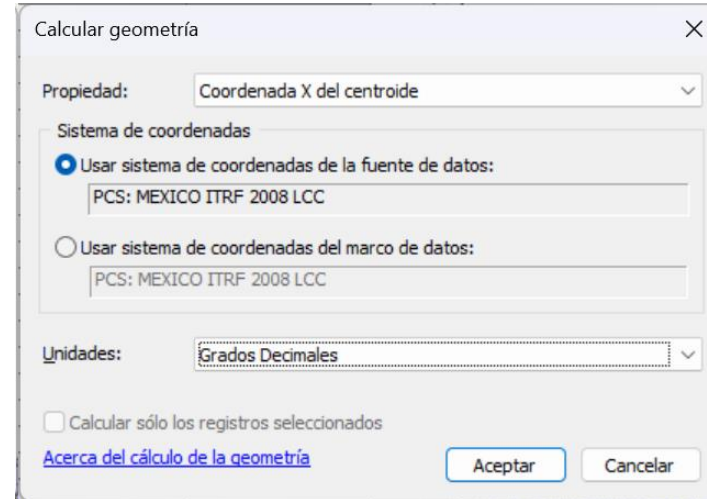 Calcular geometría
Propiedad: Coordenada X del centroide
Sistema de coordenadas
Usar sistema de coordenadas de la fuente de datos:
PCS: MEXICO ITRF 2008 LCC
Usar sistema de coordenadas del marco de datos:
PCS: MEXICO ITRF 2008 LCC
Unidades: Grados Decimales
Calcular sólo los registros seleccionados
Acerca del cálculo de la geometría Aceptar Cancelar